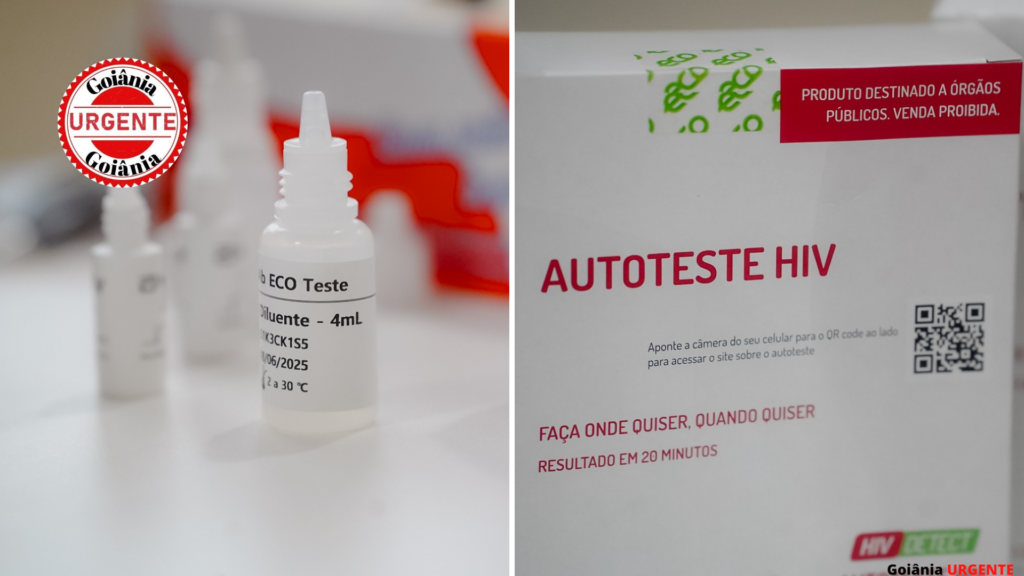 Goiânia
URGENTE
Goiânia
ECO Teste
Diluente - 4mL
06/2025
2 a 30 °C
PRODUTO DESTINADO A ÓRGÃOS
PÚBLICOS. VENDA PROIBIDA.
AUTOTESTE HIV
Aponte a câmera do seu celular para o QR code ao lado
para acessar o site sobre o autoteste
FAÇA ONDE QUISER, QUANDO QUISER
RESULTADO EM 20 MINUTOS
HIV DETECT
Goiânia URGENTE